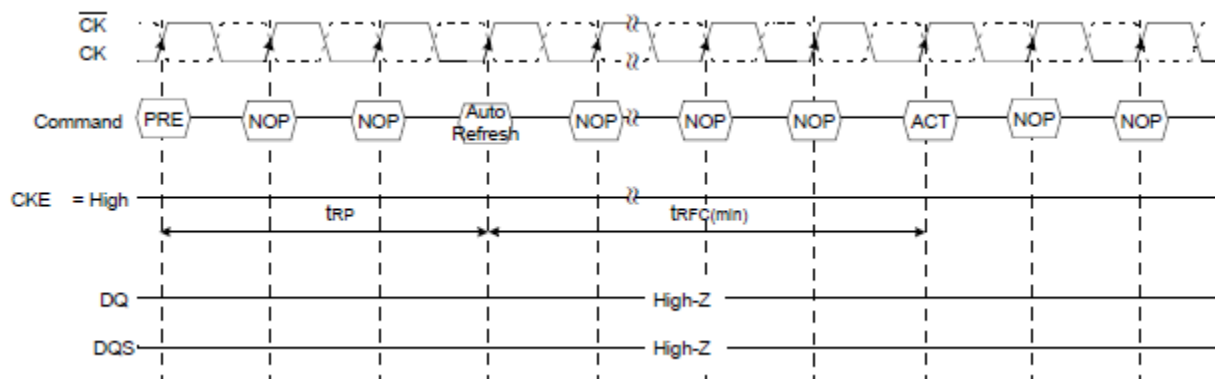 CK
CK
Command PRE NOP NOP Auto Refresh NOP NOP NOP ACT NOP NOP
CKE = High
tRP tRFC(min)
DQ High-Z
DQS High-Z